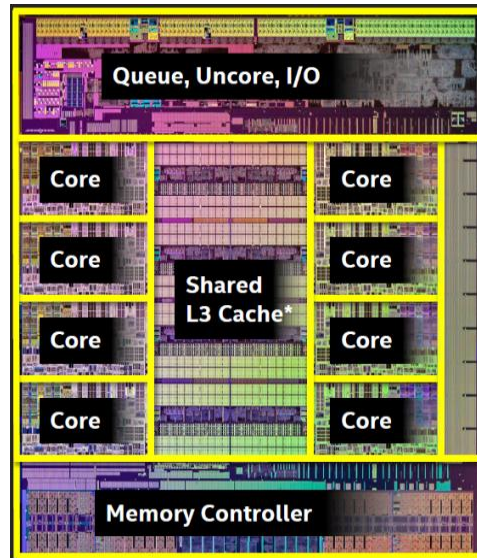 Queue, Uncore, I/O
Core
Core
Core
Core
Shared
L3 Cache*
Core
Core
Core
Core
Memory Controller